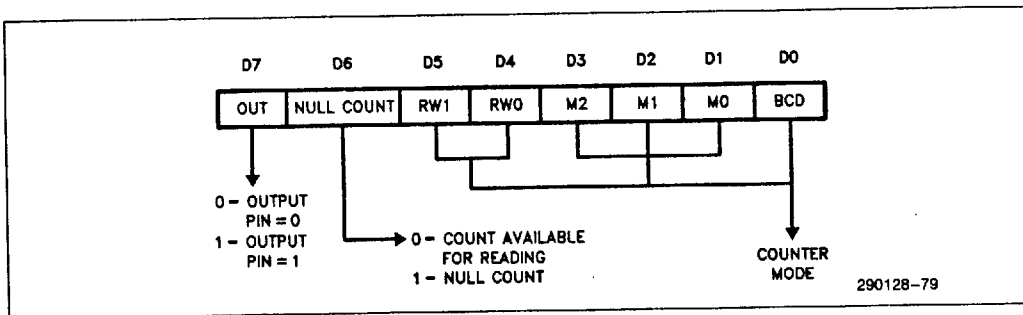 D7 D6 D5 D4 D3 D2 D1 D0
OUT NULL COUNT RW1 RW0 M2 M1 M0 BCD
0 – OUTPUT
PIN = 0
1 – OUTPUT
PIN = 1
0 – COUNT AVAILABLE
FOR READING
1 – NULL COUNT
COUNTER
MODE
290128–79